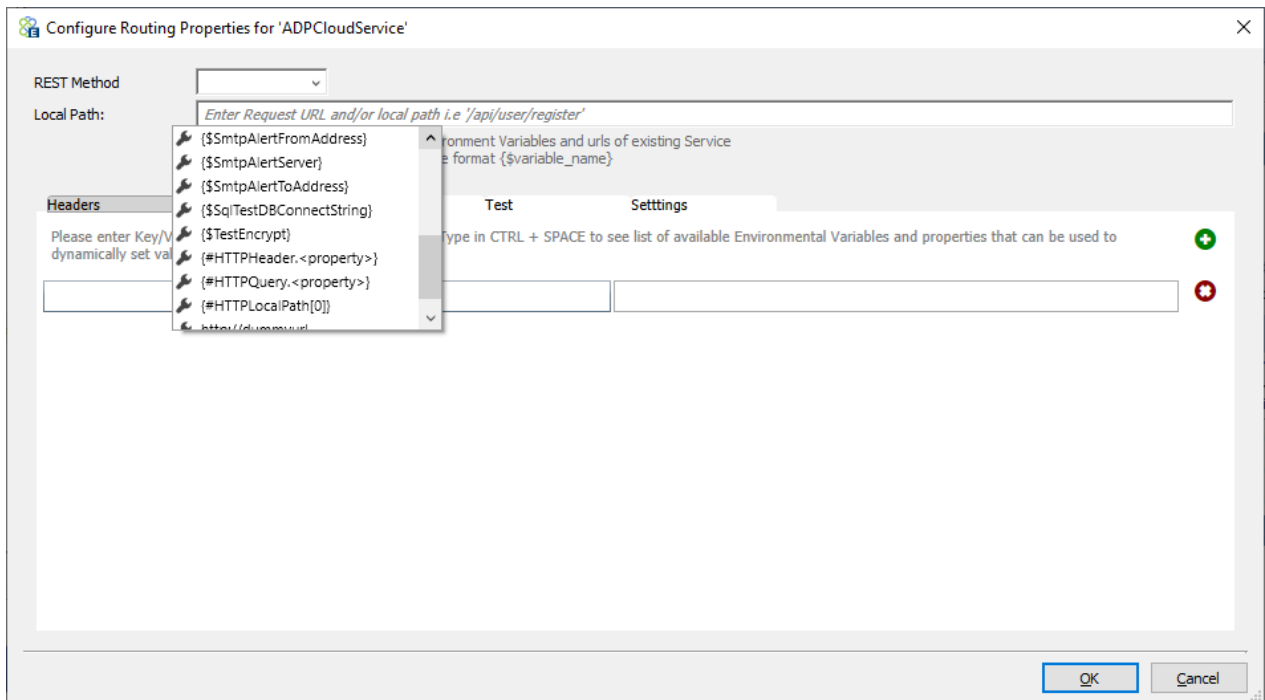 Configure Routing Properties for 'ADPCloudService'
REST Method
Local Path:
Enter Request URL and/or local path i.e '/api/user/register'
{$SmtpAlertFromAddress}
ronment Variables and urls of existing Service
{$SmtpAlertServer}
e format {$variable_name}
{$SmtpAlertToAddress}
Headers
{$SqlTestDBConnectString}
Test
Setttings
Please enter Key/V
{$TestEncrypt}
Type in CTRL + SPACE to see list of available Environmental Variables and properties that can be used to
dynamically set val
{#HTTPHeader.<property>}
{#HTTPQuery.<property>}
{#HTTPLocalPath[0]}
http://dummyurl
OK
Cancel